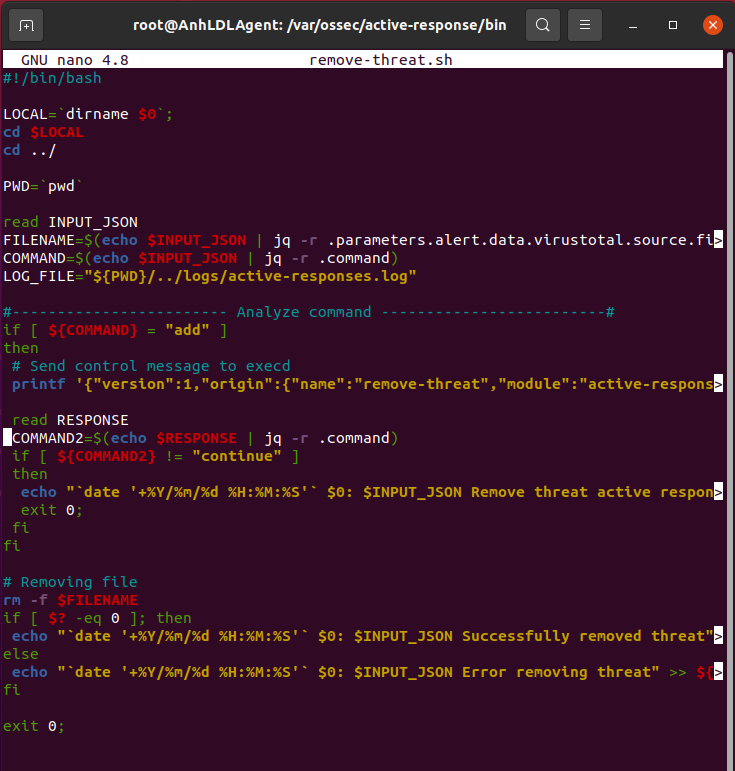 root@AnhLDLAgent: /var/ossec/active-response/bin
GNU nano 4.8 remove-threat.sh
#!/bin/bash
LOCAL=`dirname $0`;
cd $LOCAL
cd ../
PWD=`pwd`
read INPUT_JSON
FILENAME=$(echo $INPUT_JSON | jq -r .parameters.alert.data.virustotal.source.fi>
COMMAND=$(echo $INPUT_JSON | jq -r .command)
LOG_FILE="${PWD}/../logs/active-responses.log"
#------------------------ Analyze command -------------------------#
if [ ${COMMAND} = "add" ]
then
 # Send control message to execd
 printf '{"version":1,"origin":{"name":"remove-threat","module":"active-respons>
 read RESPONSE
 COMMAND2=$(echo $RESPONSE | jq -r .command)
 if [ ${COMMAND2} != "continue" ]
 then
  echo "`date '+%Y/%m/%d %H:%M:%S'` $0: $INPUT_JSON Remove threat active respon>
  exit 0;
 fi
fi
# Removing file
rm -f $FILENAME
if [ $? -eq 0 ]; then
 echo "`date '+%Y/%m/%d %H:%M:%S'` $0: $INPUT_JSON Successfully removed threat">
else
 echo "`date '+%Y/%m/%d %H:%M:%S'` $0: $INPUT_JSON Error removing threat" >> ${>
fi
exit 0;